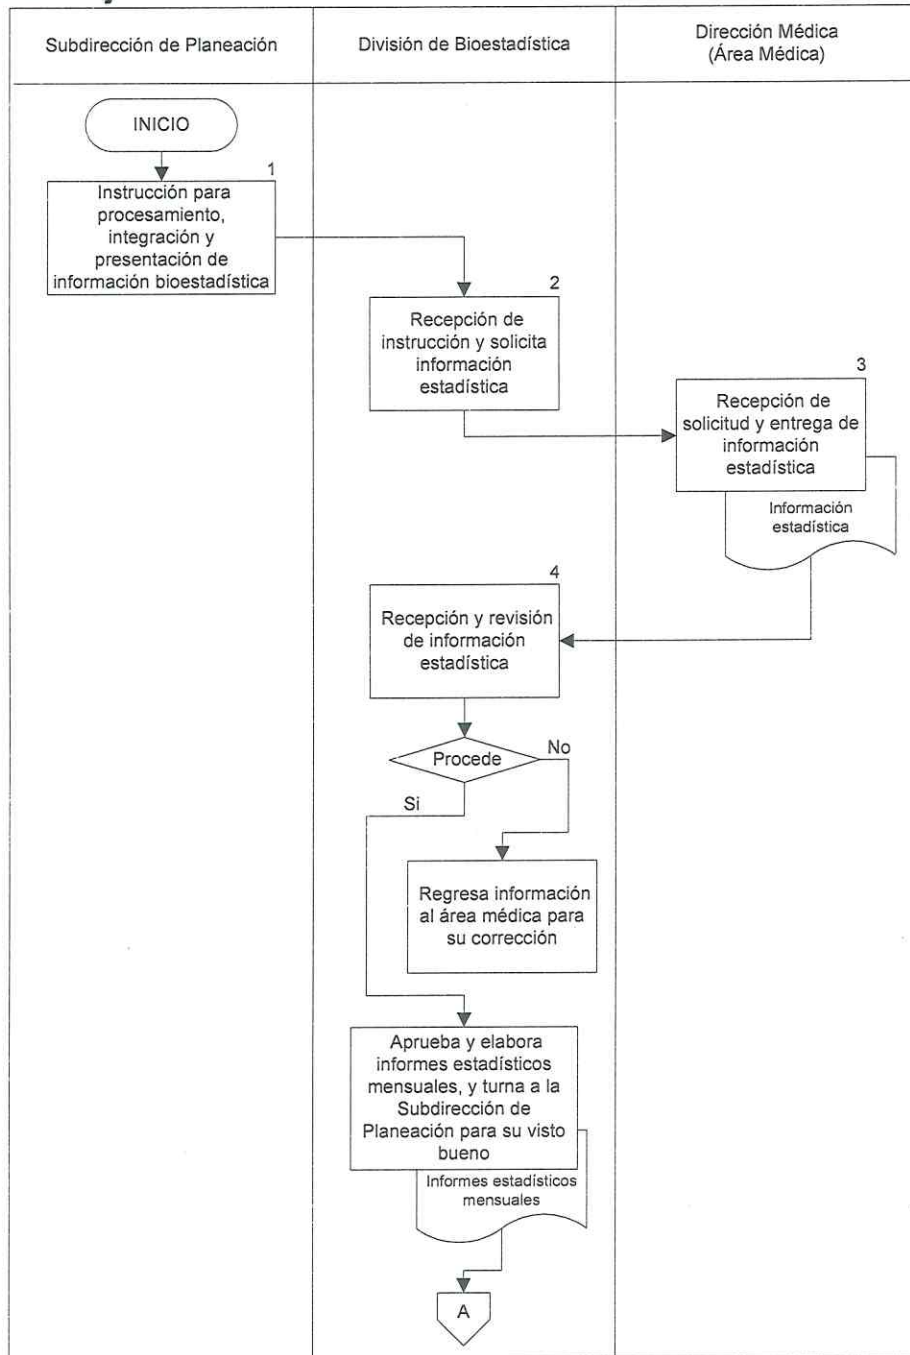 Subdirección de Planeación
División de Bioestadística
Dirección Médica
(Área Médica)
INICIO
1
Instrucción para
procesamiento,
integración y
presentación de
información bioestadística
2
Recepción de
instrucción y solicita
información
estadística
3
Recepción de
solicitud y entrega de
información
estadística
Información
estadística
4
Recepción y revisión
de información
estadística
Procede
No
Si
Regresa información
al área médica para
su corrección
Aprueba y elabora
informes estadísticos
mensuales, y turna a la
Subdirección de
Planeación para su visto
bueno
Informes estadísticos
mensuales
A